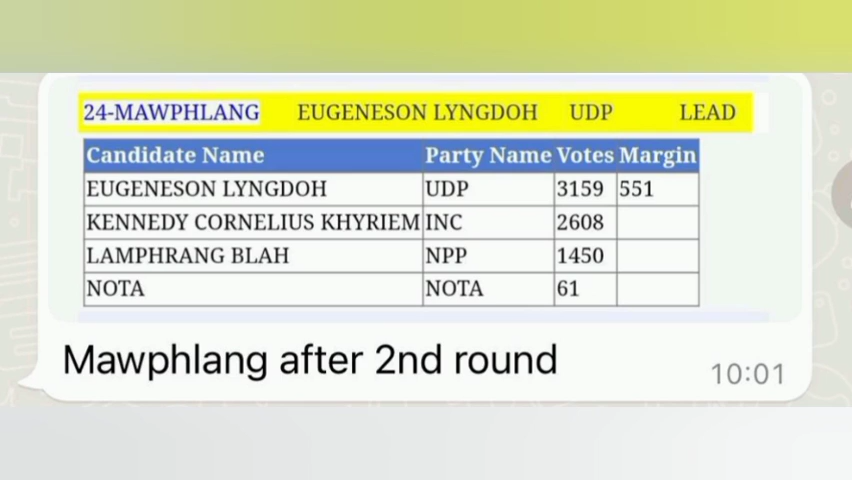 24-MAWPHLANG EUGENESON LYNGDOH UDP LEAD
Candidate Name Party Name Votes Margin
EUGENESON LYNGDOH UDP 3159 551
KENNEDY CORNELIUS KHYRIEM INC 2608
LAMPHRANG BLAH NPP 1450
NOTA NOTA 61
Mawphlang after 2nd round
10:01